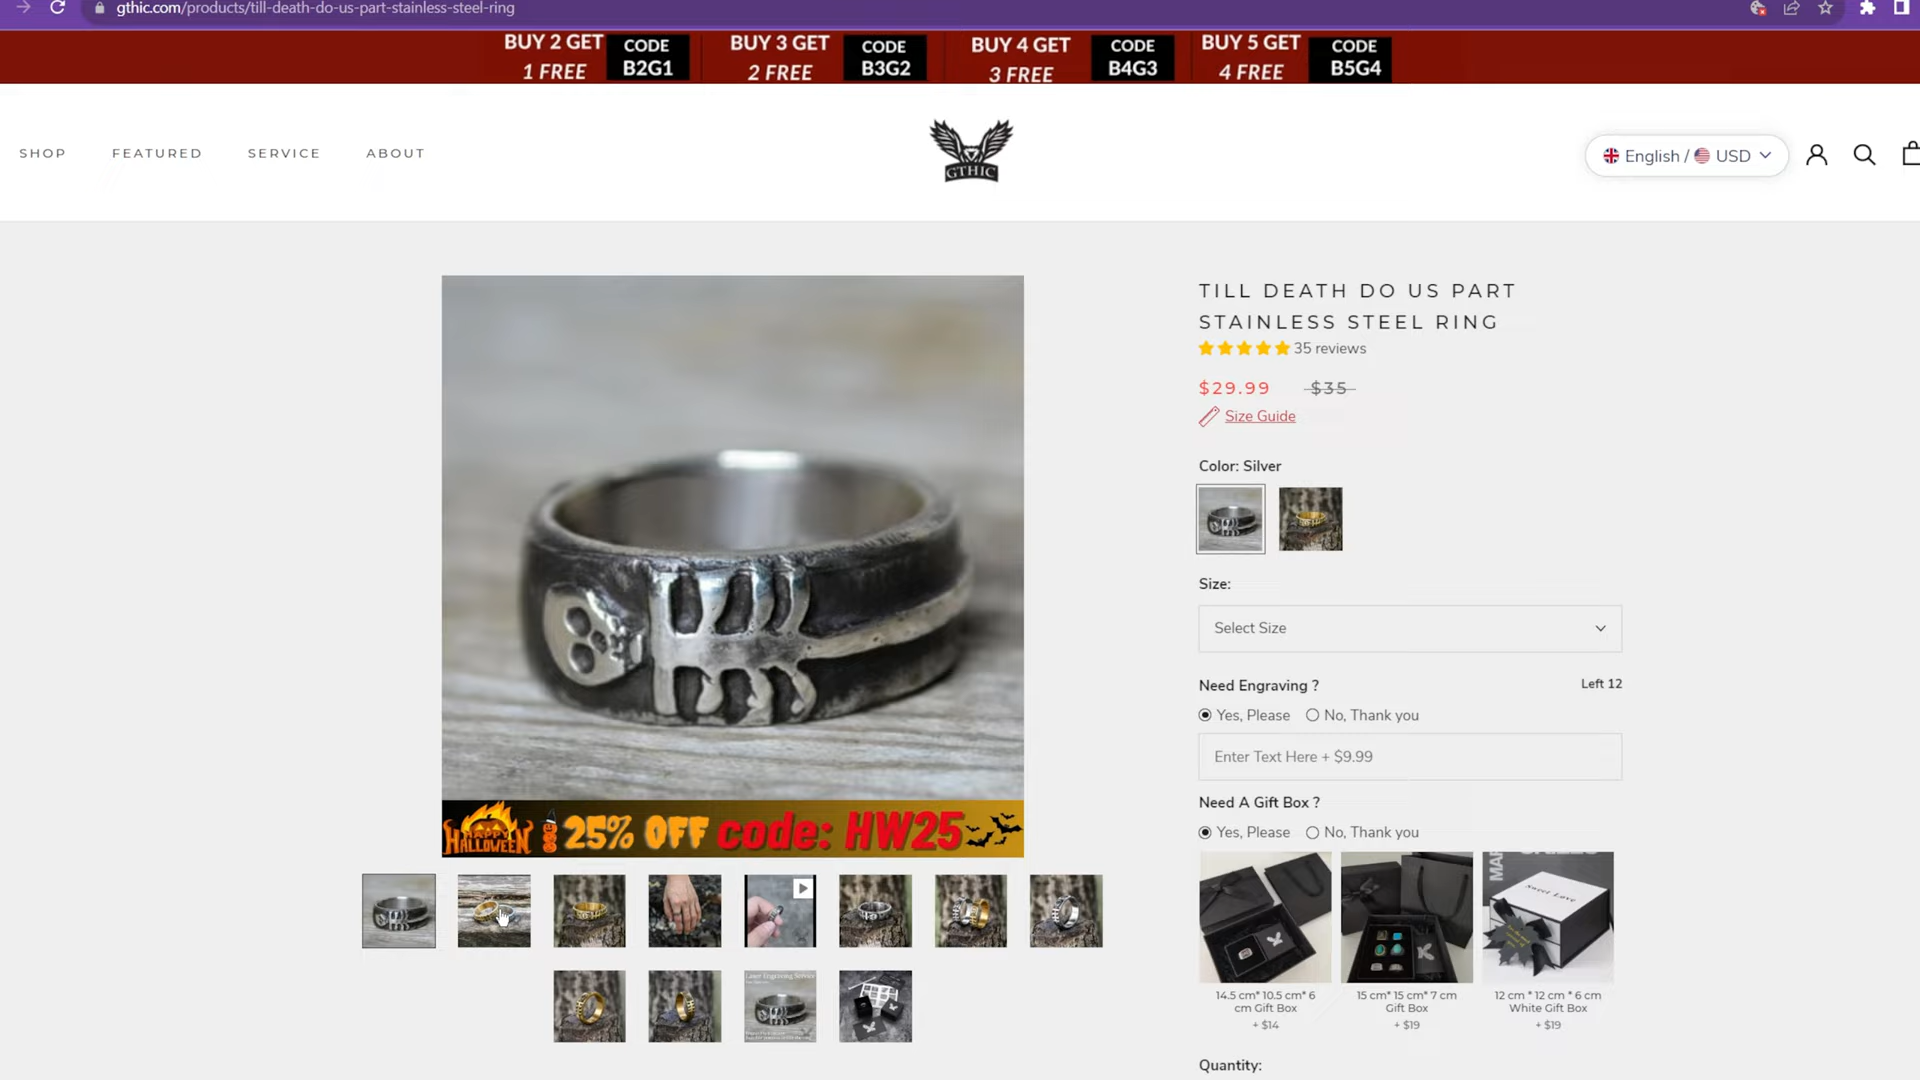 gthic.com/products/till-death-do-us-part-stainless-steel-ring
BUY 2 GET
1 FREE
CODE
B2G1
BUY 3 GET
2 FREE
CODE
B3G2
BUY 4 GET
3 FREE
CODE
B4G3
BUY 5 GET
4 FREE
CODE
B5G4
SHOP FEATURED SERVICE ABOUT
GTHIC
English / USD
TILL DEATH DO US PART
STAINLESS STEEL RING
35 reviews
$29.99 $35
Size Guide
Color: Silver
Size:
Select Size
Need Engraving ? Left 12
Yes, Please No, Thank you
Enter Text Here + $9.99
Need A Gift Box ?
Yes, Please No, Thank you
HAPPY
HALLOWEEN
25% OFF code: HW25
Laser Engraving Service
Sweet Love
14.5 cm* 10.5 cm* 6
cm Gift Box
+ $14
15 cm* 15 cm* 7 cm
Gift Box
+ $19
12 cm * 12 cm * 6 cm
White Gift Box
+ $19
Quantity: